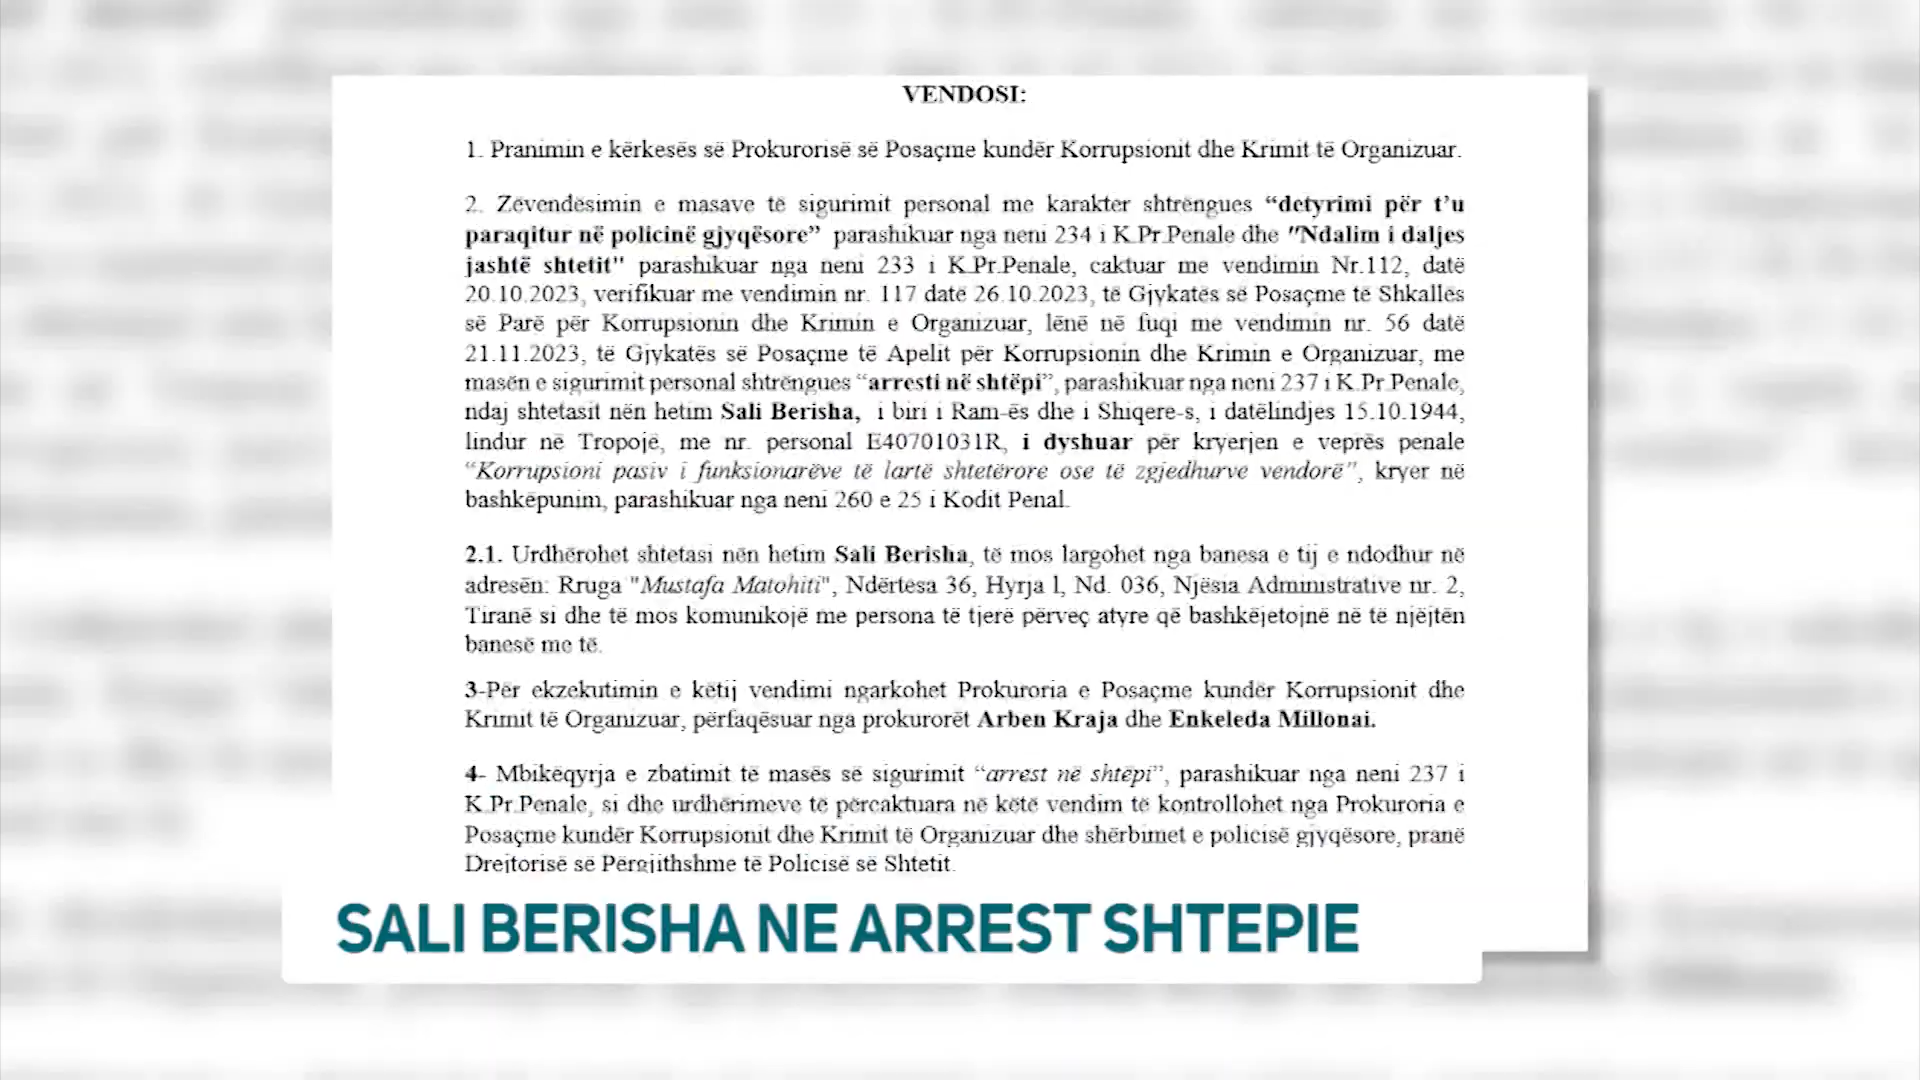 VENDOSI:
1. Pranimin e kërkesës së Prokurorisë së Posaçme kundër Korrupsionit dhe Krimit të Organizuar.
2. Zëvendësimin e masave të sigurimit personal me karakter shtrëngues “detyrimi për t’u
paraqitur në policinë gjyqësore” parashikuar nga neni 234 i K.Pr.Penale dhe "Ndalim i daljes
jashtë shtetit" parashikuar nga neni 233 i K.Pr.Penale, caktuar me vendimin Nr.112, datë
20.10.2023, verifikuar me vendimin nr. 117 datë 26.10.2023, të Gjykatës së Posaçme të Shkallës
së Parë për Korrupsionin dhe Krimin e Organizuar, lënë në fuqi me vendimin nr. 56 datë
21.11.2023, të Gjykatës së Posaçme të Apelit për Korrupsionin dhe Krimin e Organizuar, me
masën e sigurimit personal shtrëngues “arresti në shtëpi”, parashikuar nga neni 237 i K.Pr.Penale,
ndaj shtetasit nën hetim Sali Berisha, i biri i Ram-ës dhe i Shiqere-s, i datëlindjes 15.10.1944,
lindur në Tropojë, me nr. personal E40701031R, i dyshuar për kryerjen e veprës penale
“Korrupsioni pasiv i funksionarëve të lartë shtetërore ose të zgjedhurve vendorë”, kryer në
bashkëpunim, parashikuar nga neni 260 e 25 i Kodit Penal.
2.1. Urdhërohet shtetasi nën hetim Sali Berisha, të mos largohet nga banesa e tij e ndodhur në
adresën: Rruga "Mustafa Matohiti", Ndërtesa 36, Hyrja 1, Nd. 036, Njësia Administrative nr. 2,
Tiranë si dhe të mos komunikojë me persona të tjerë përveç atyre që bashkëjetojnë në të njëjtën
banesë me të.
3-Për ekzekutimin e këtij vendimi ngarkohet Prokuroria e Posaçme kundër Korrupsionit dhe
Krimit të Organizuar, përfaqësuar nga prokurorët Arben Kraja dhe Enkeleda Millonai.
4- Mbikëqyrja e zbatimit të masës së sigurimit “arrest në shtëpi”, parashikuar nga neni 237 i
K.Pr.Penale, si dhe urdhërimeve të përcaktuara në këtë vendim të kontrollohet nga Prokuroria e
Posaçme kundër Korrupsionit dhe Krimit të Organizuar dhe shërbimet e policisë gjyqësore, pranë
Drejtorisë së Përgjithshme të Policisë së Shtetit.
SALI BERISHA NE ARREST SHTEPIE